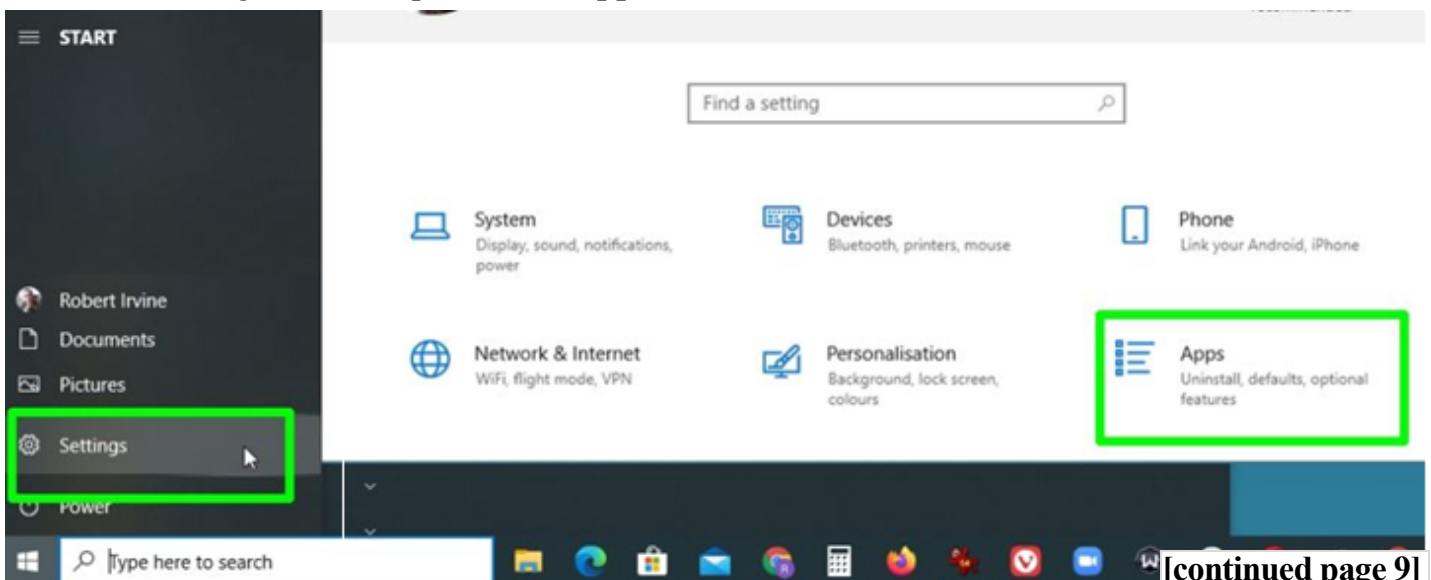 START
Find a setting
System
Display, sound, notifications,
power
Devices
Bluetooth, printers, mouse
Phone
Link your Android, iPhone
Robert Irvine
Documents
Pictures
Settings
Power
Network & Internet
WiFi, flight mode, VPN
Personalisation
Background, lock screen,
colours
Apps
Uninstall, defaults, optional
features
Type here to search
[continued page 9]